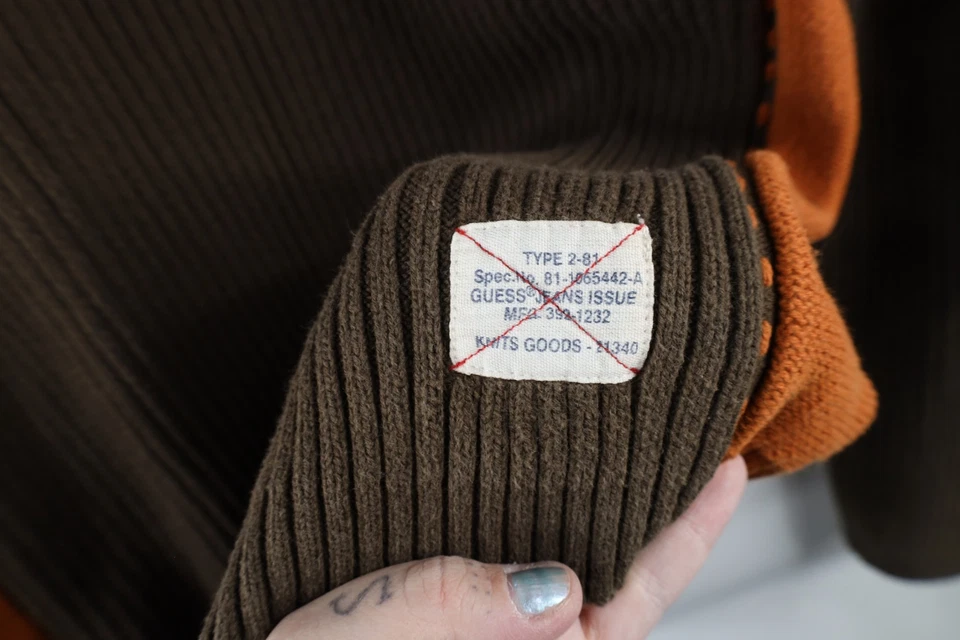 TYPE 2-81
Spec.No. 81-1065442-A
GUESS® JEANS ISSUE
MFG. 392-1232
KNITS GOODS - 21340